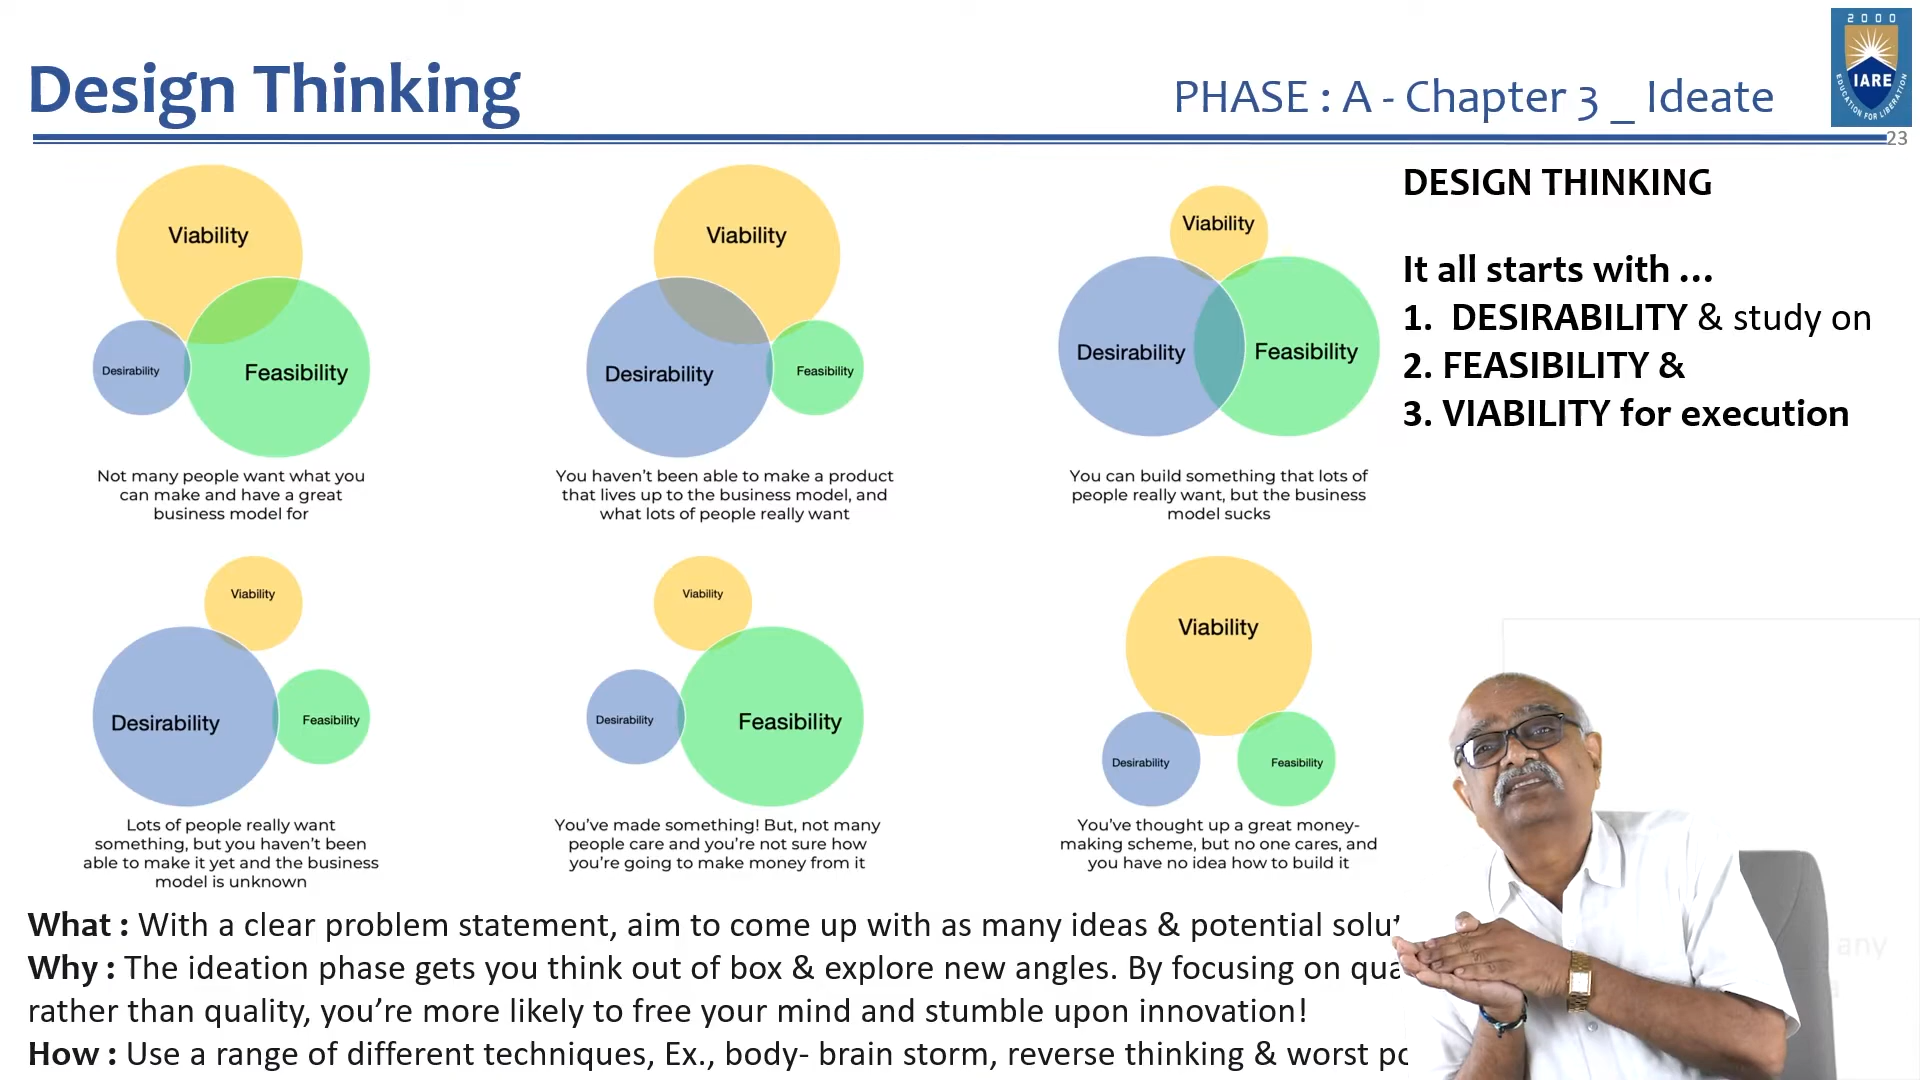 Design Thinking
PHASE : A - Chapter 3 _ Ideate
2000
IARE
EDUCATION FOR LIBERATION
23
Viability
Desirability
Feasibility
Not many people want what you
can make and have a great
business model for
Viability
Desirability
Feasibility
You haven't been able to make a product
that lives up to the business model, and
what lots of people really want
Viability
Desirability
Feasibility
You can build something that lots of
people really want, but the business
model sucks
DESIGN THINKING
It all starts with ...
1. DESIRABILITY & study on
2. FEASIBILITY &
3. VIABILITY for execution
Viability
Desirability
Feasibility
Lots of people really want
something, but you haven't been
able to make it yet and the business
model is unknown
Viability
Desirability
Feasibility
You've made something! But, not many
people care and you're not sure how
you're going to make money from it
Viability
Desirability
Feasibility
You've thought up a great money-
making scheme, but no one cares, and
you have no idea how to build it
What : With a clear problem statement, aim to come up with as many ideas & potential
any
Why : The ideation phase gets you think out of box & explore new angles. By focusing on
rather than quality, you're more likely to free your mind and stumble upon innovation!
How : Use a range of different techniques, Ex., body- brain storm, reverse thinking & worst